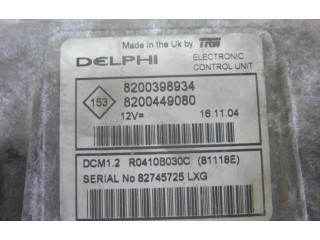 Made in the Uk by TRW
DELPHI ELECTRONIC
CONTROL UNIT
153
8200398934
8200449080
12V= 16.11.04
DCM1.2 R0410B030C (81118E)
SERIAL No 82745725 LXG